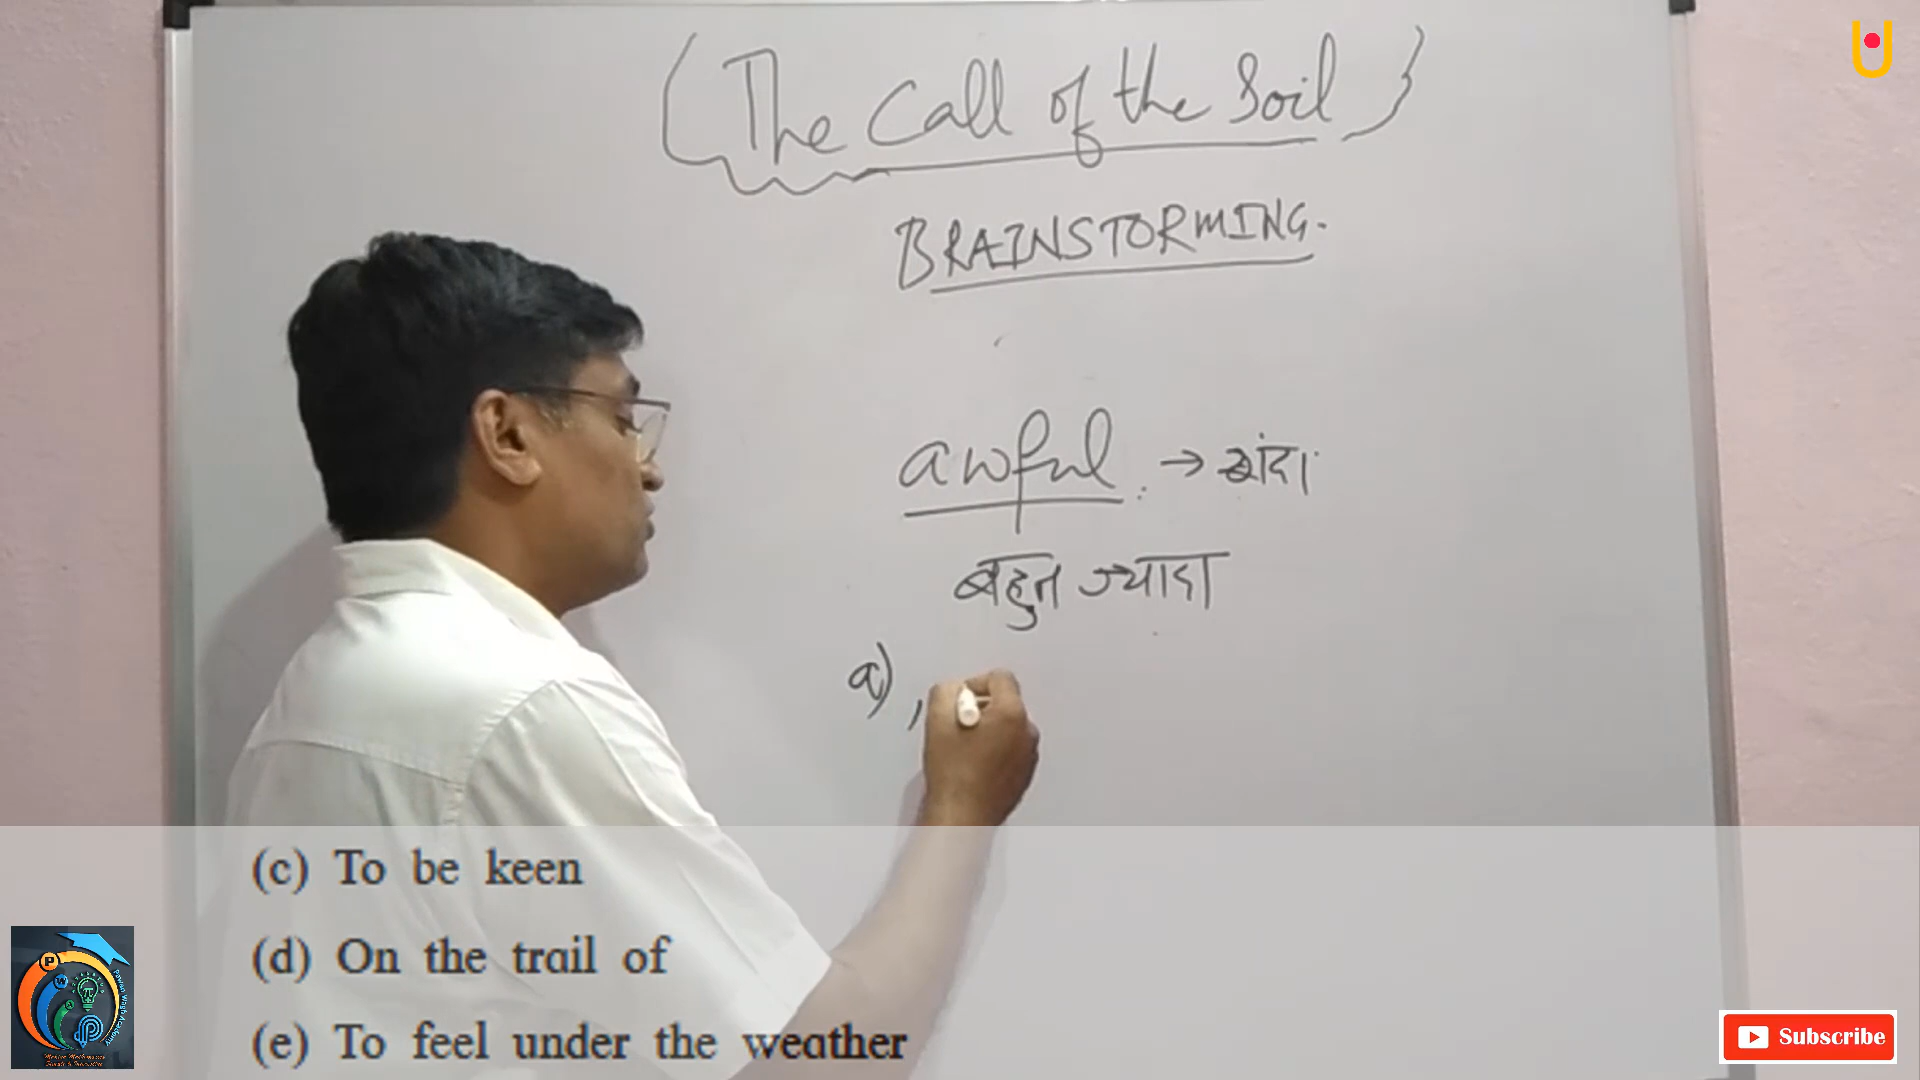 (The Call of the Soil)
BRAINSTORMING.
awful. →
बहुत ज्यादा
a)
(c) To be keen
(d) On the trail of
(e) To feel under the weather
Subscribe